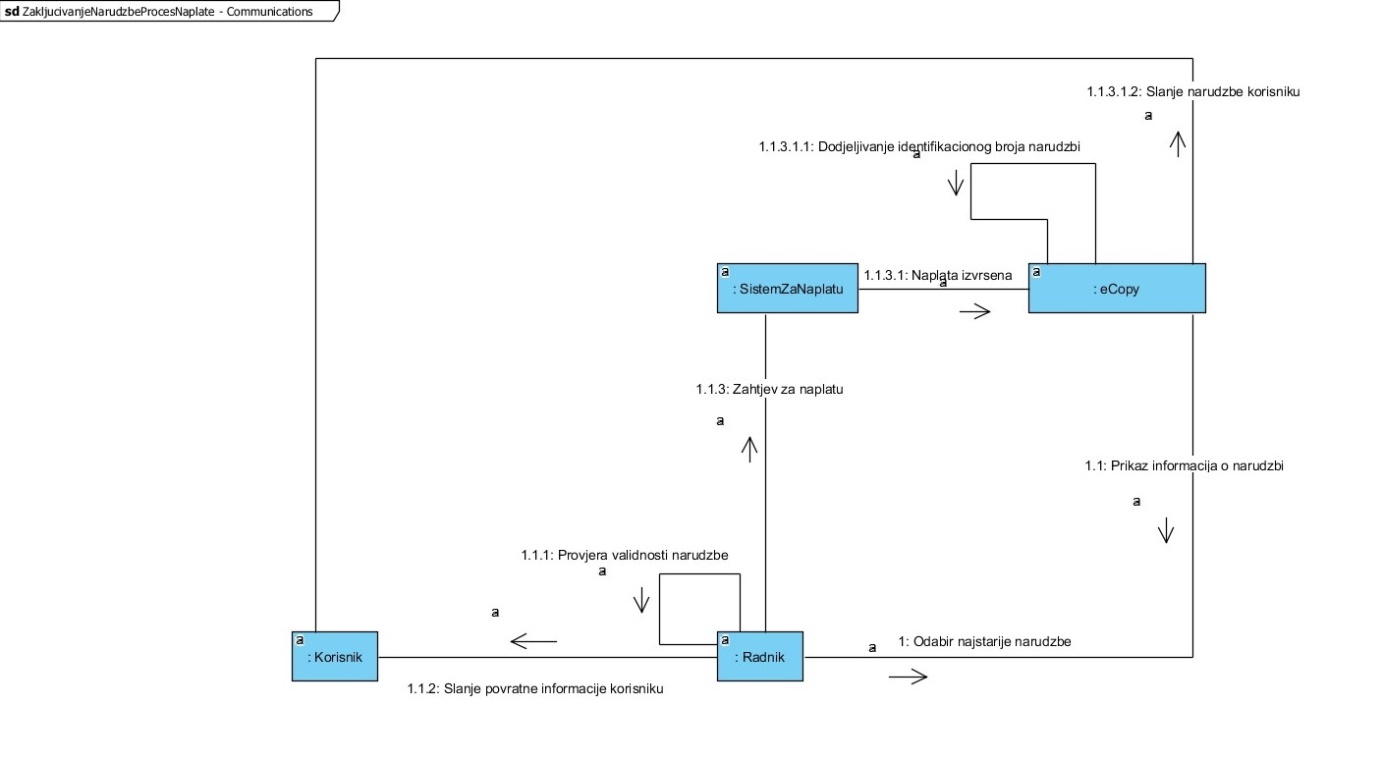 sd ZakljucivanjeNarudzbeProcesNaplate - Communications
1.1.3.1.2: Slanje narudzbe korisniku
a
1.1.3.1.1: Dodjeljivanje identifikacionog broja narudzbi
a
a
: SistemZaNaplatu
1.1.3.1: Naplata izvrsena
a
a
: eCopy
1.1.3: Zahtjev za naplatu
a
1.1: Prikaz informacija o narudzbi
a
1.1.1: Provjera validnosti narudzbe
a
a
a
: Korisnik
a
: Radnik
a
1: Odabir najstarije narudzbe
1.1.2: Slanje povratne informacije korisniku